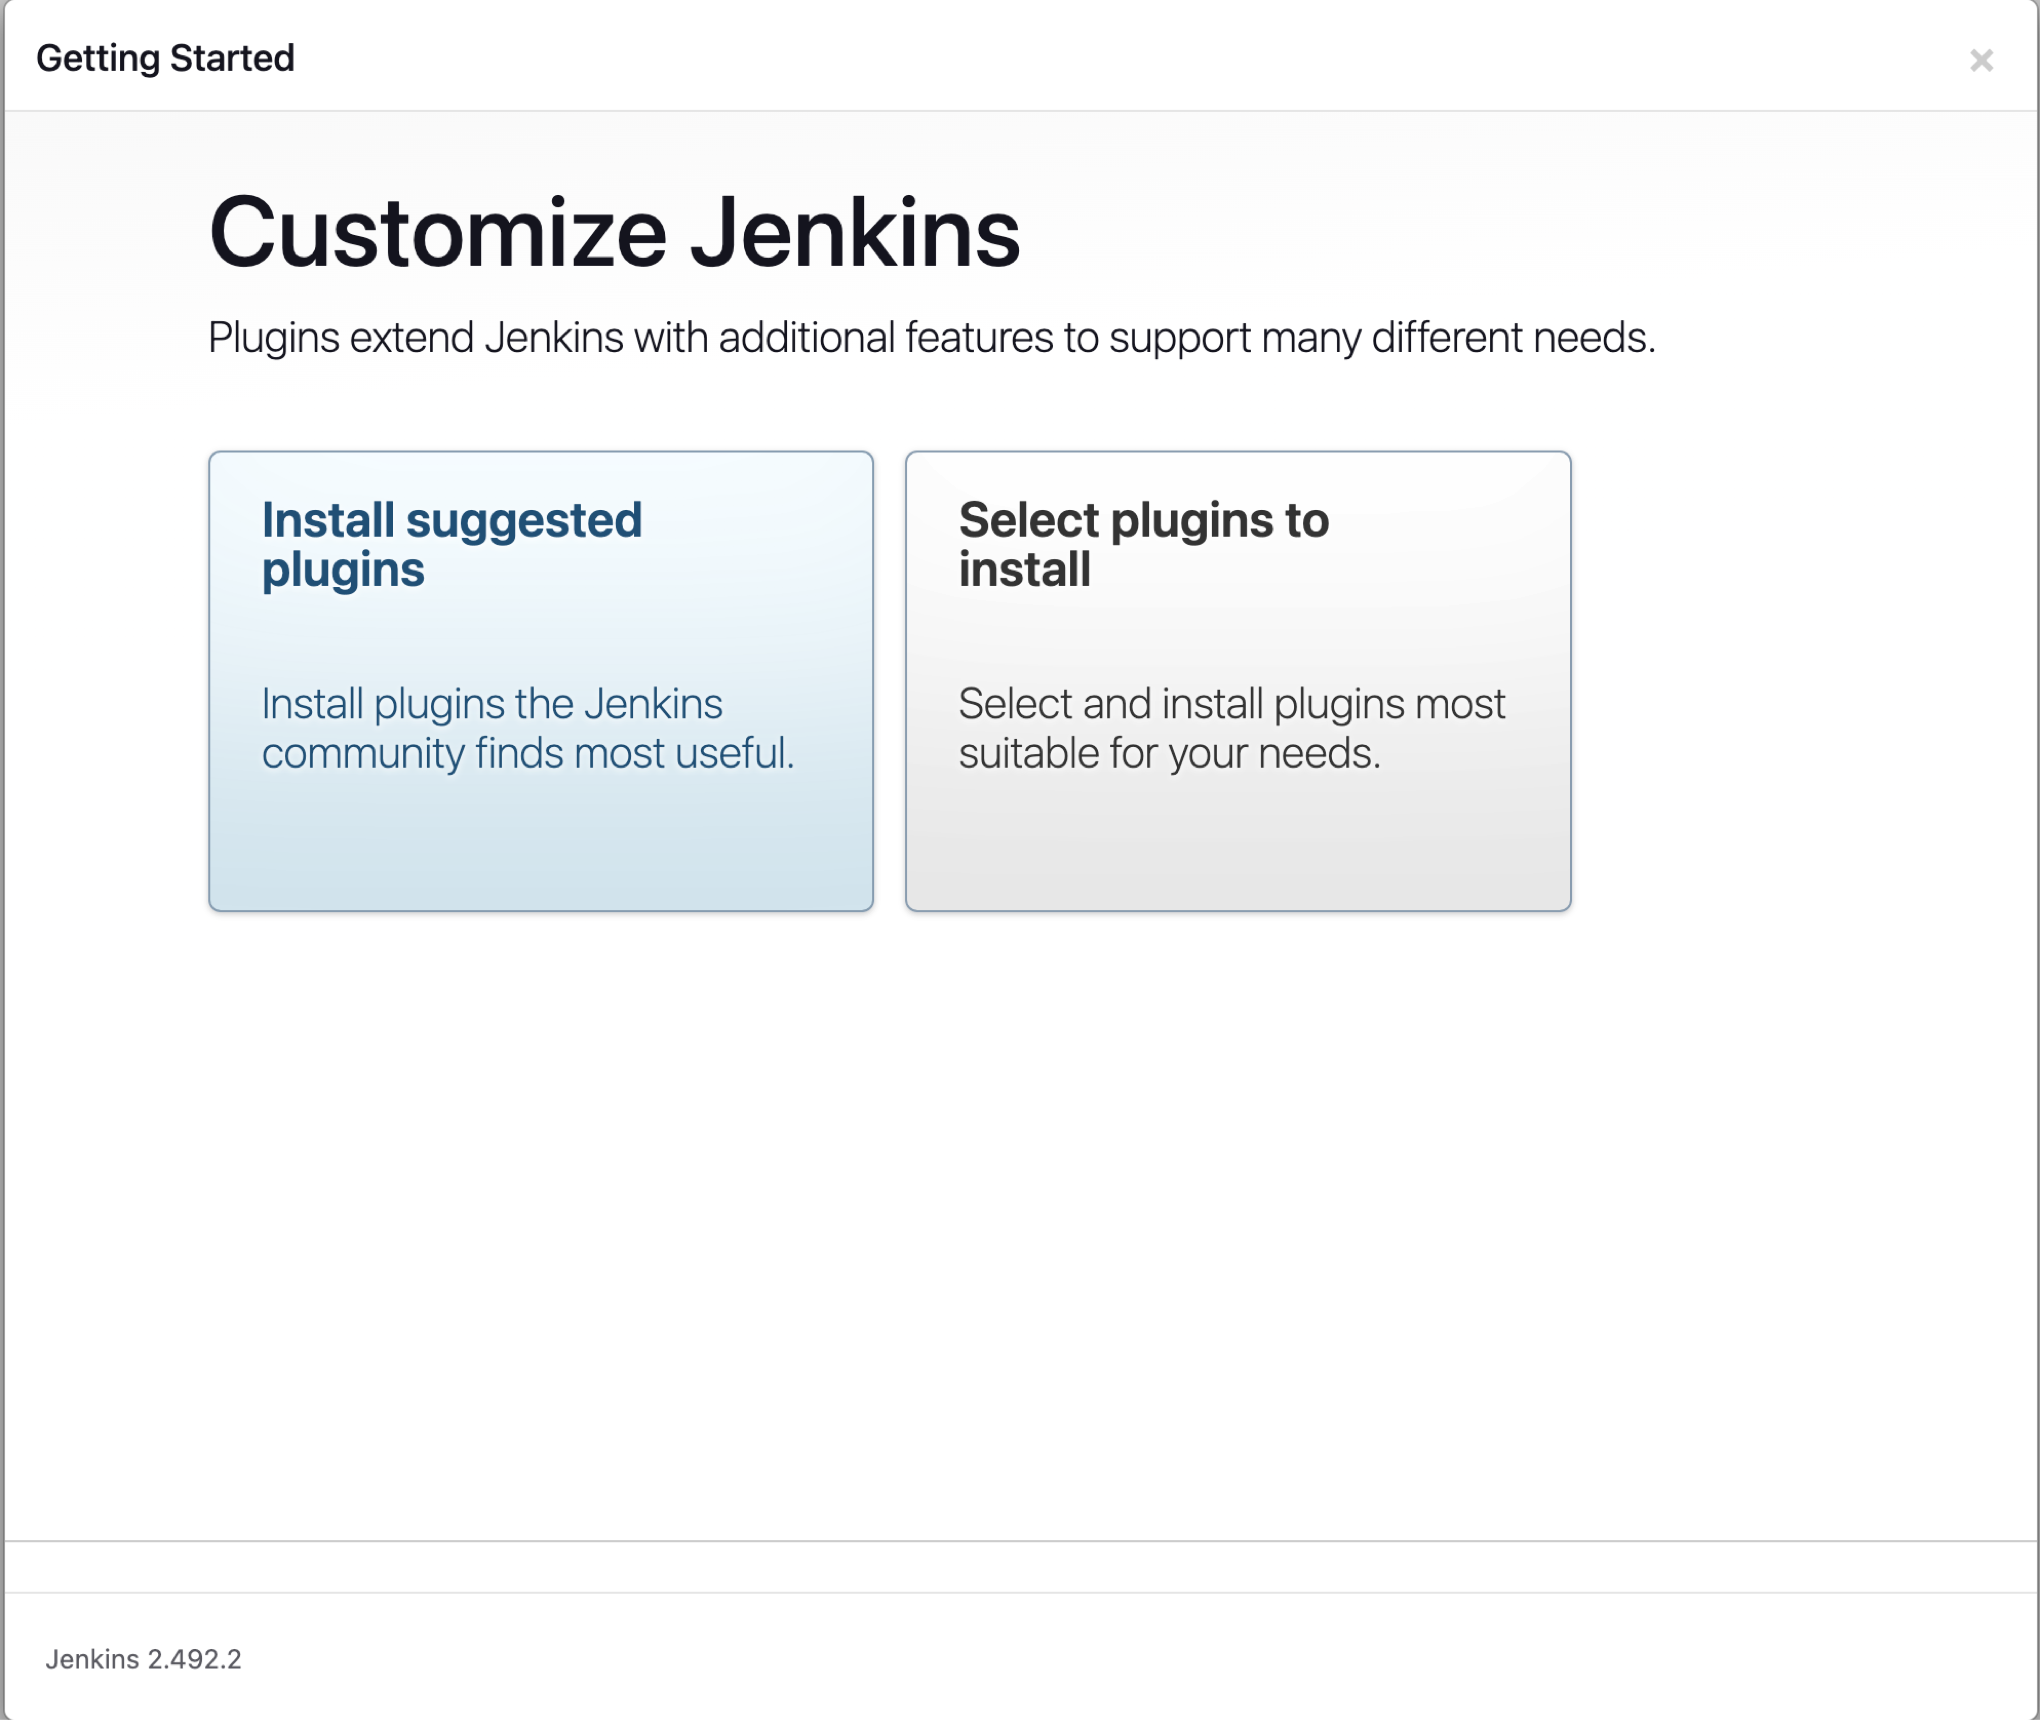 Getting Started
Customize Jenkins
Plugins extend Jenkins with additional features to support many different needs.
Install suggested
plugins
Install plugins the Jenkins
community finds most useful.
Select plugins to
install
Select and install plugins most
suitable for your needs.
Jenkins 2.492.2